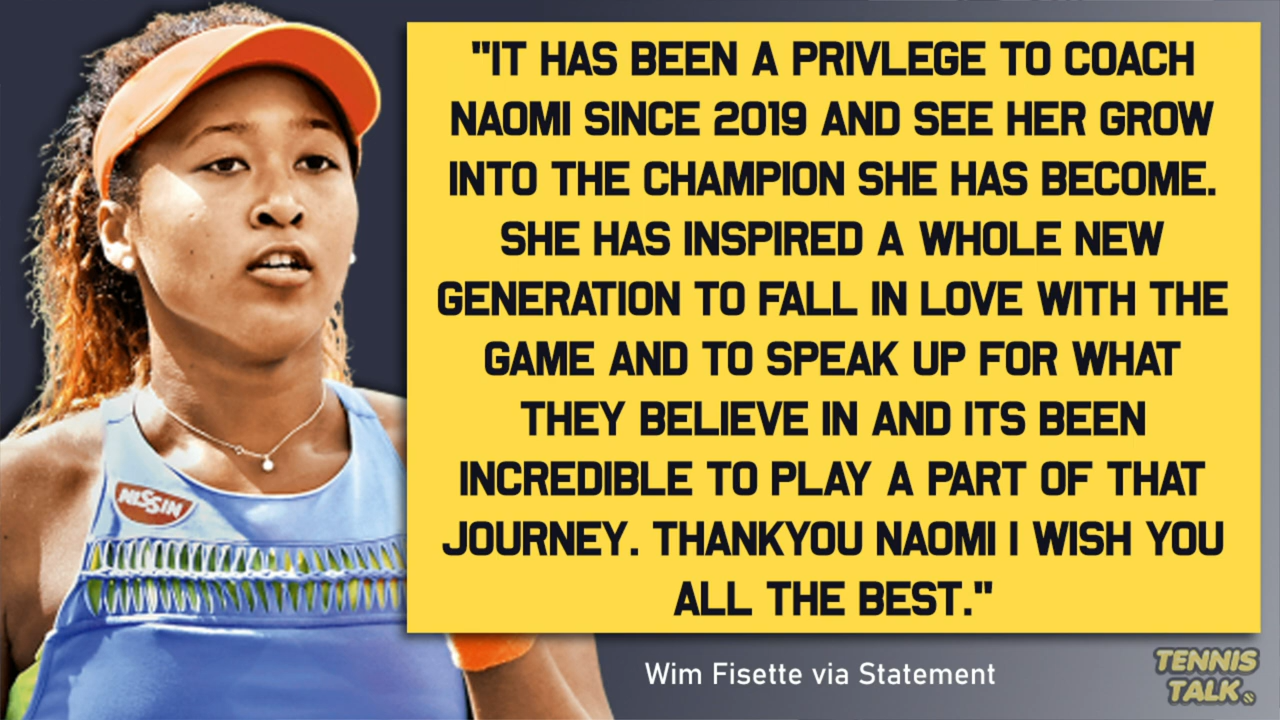 "IT HAS BEEN A PRIVLEGE TO COACH
NAOMI SINCE 2019 AND SEE HER GROW
INTO THE CHAMPION SHE HAS BECOME.
SHE HAS INSPIRED A WHOLE NEW
GENERATION TO FALL IN LOVE WITH THE
GAME AND TO SPEAK UP FOR WHAT
THEY BELIEVE IN AND ITS BEEN
INCREDIBLE TO PLAY A PART OF THAT
JOURNEY. THANKYOU NAOMI I WISH YOU
ALL THE BEST."
Wim Fisette via Statement
NISSIN
TENNIS
TALK